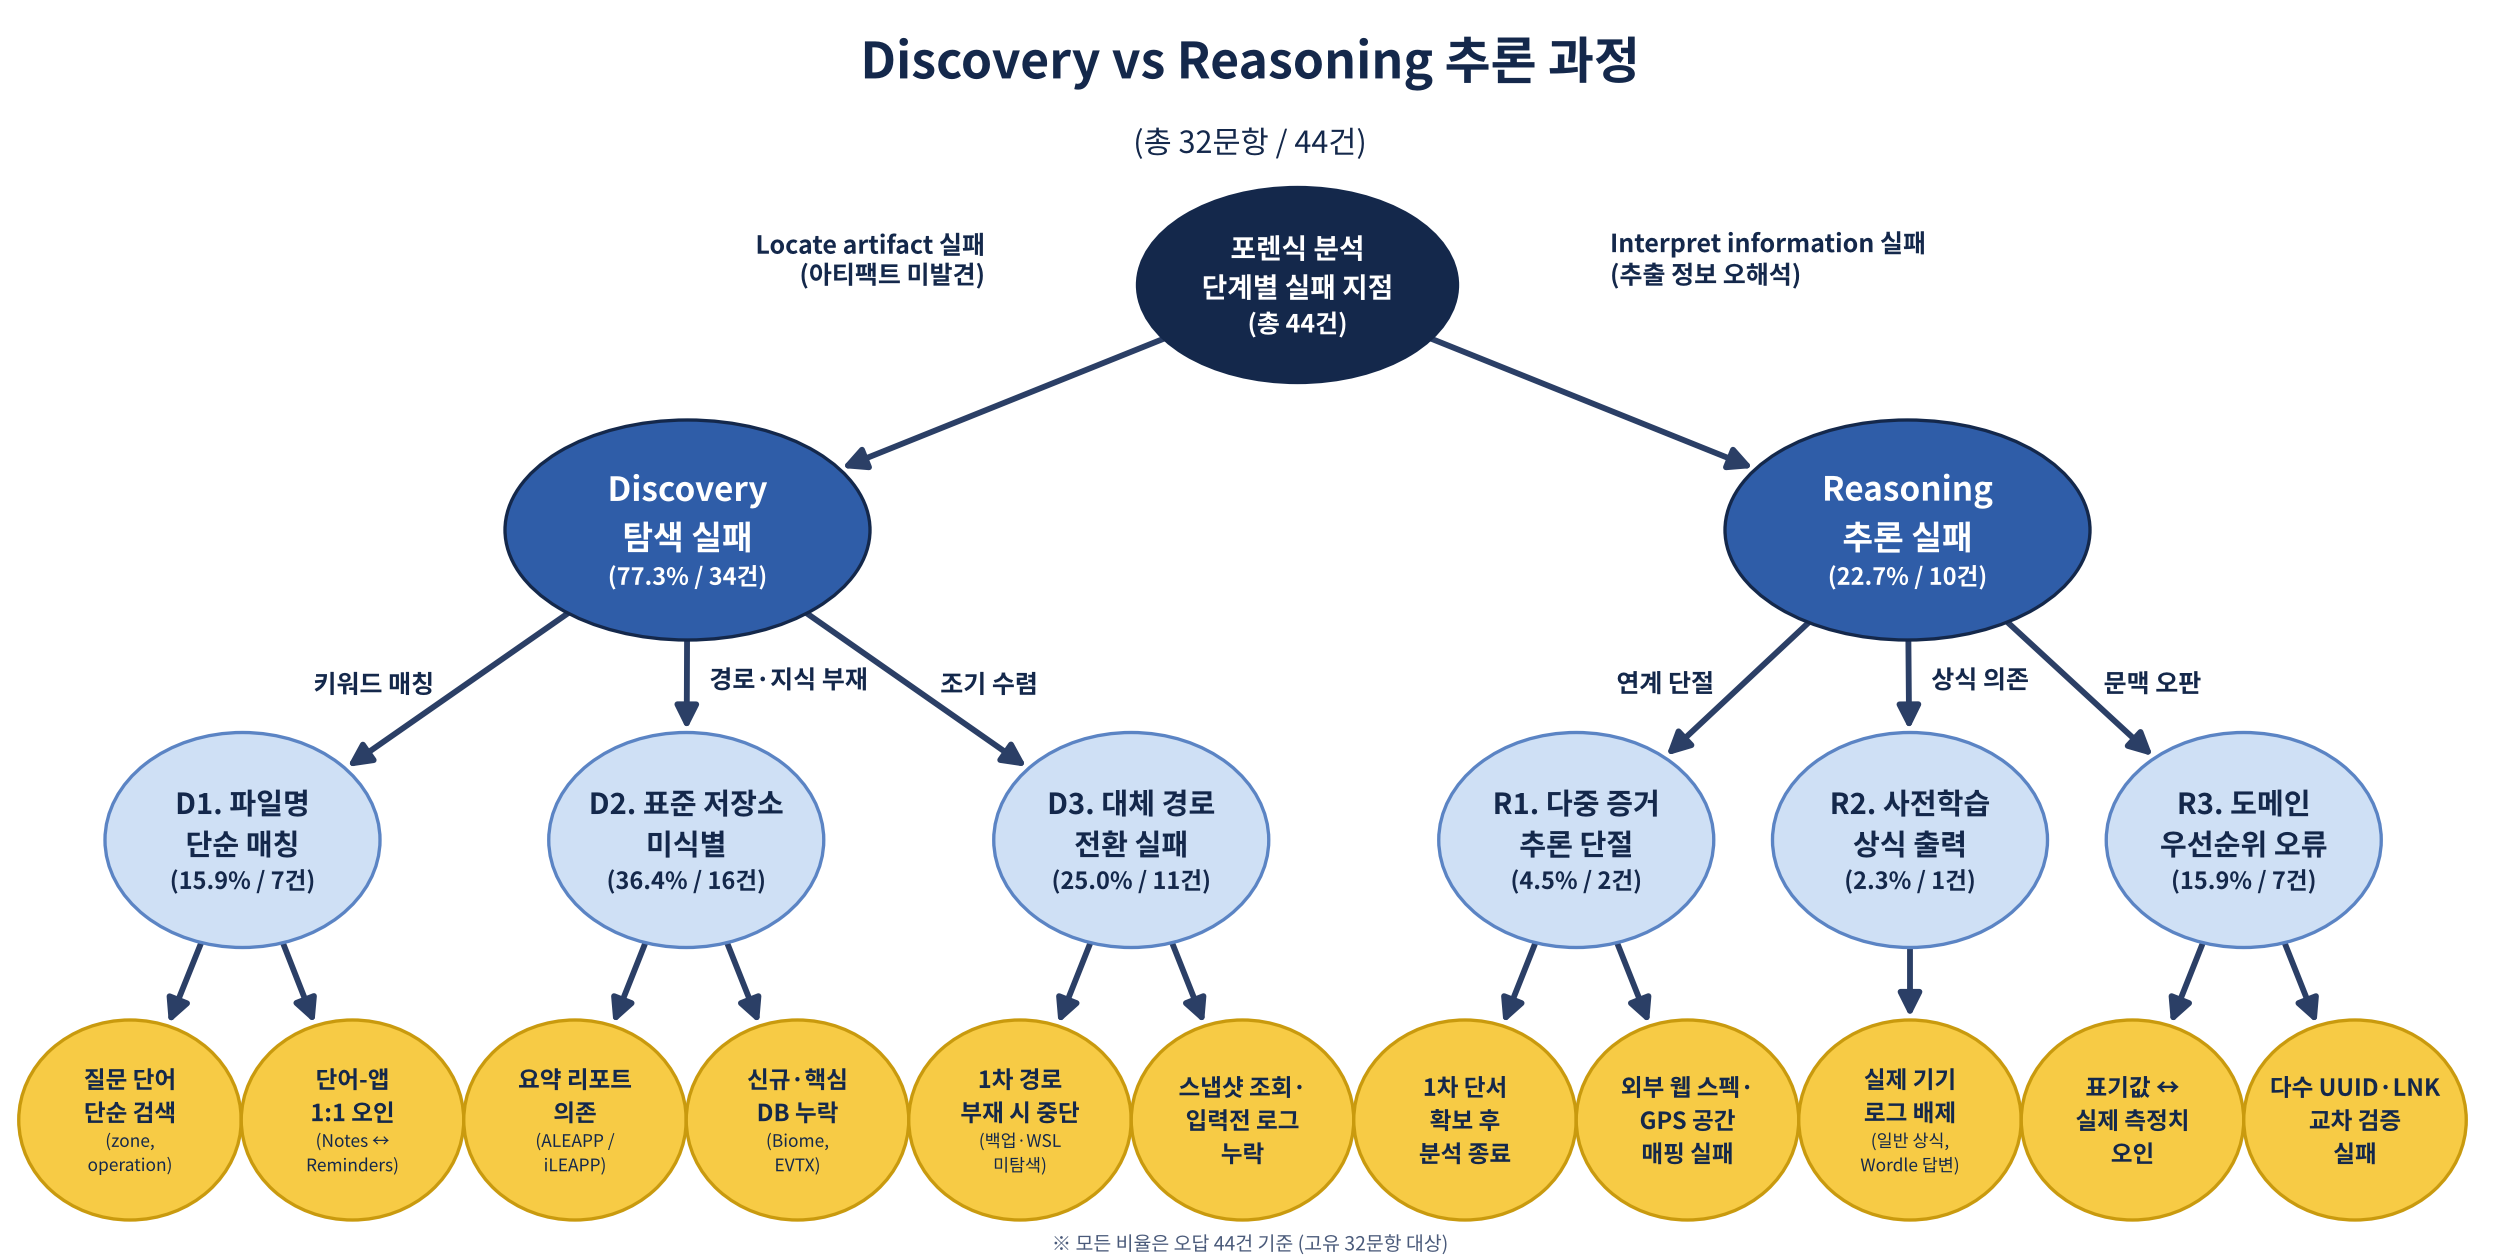 Discovery vs Reasoning 추론 과정
(총 32문항 / 44건)
Locate artifact 실패
(아티팩트 미발견)
포렌식 분석
단계별 실패 지점
(총 44건)
Interpret information 실패
(추출 정보 오해석)
Discovery
탐색 실패
(77.3% / 34건)
Reasoning
추론 실패
(22.7% / 10건)
키워드 매칭
경로·지식 부재
조기 수렴
연계 단절
상식 의존
문맥 오판
D1. 파일명
단순 매칭
(15.9% / 7건)
D2. 표준 저장소
미식별
(36.4% / 16건)
D3. 대체 경로
전환 실패
(25.0% / 11건)
R1. 다중증거
추론 단절
(4.5% / 2건)
R2. 사전학습
상식 출력
(2.3% / 1건)
R3. 도메인
우선순위 오류
(15.9% / 7건)
질문 단어
단순 검색
(zone,
operation)
단어-앱
1:1 오인
(Notes ↔
Reminders)
요약 리포트
의존
(ALEAPP /
iLEAPP)
신규·핵심
DB 누락
(Biome,
EVTX)
1차 경로
부재 시 중단
(백업·WSL
미탐색)
스냅샷 조회·
입력전 로그
누락
1차 단서
확보 후
분석 종료
외부 웹 스펙·
GPS 공간
매핑 실패
실제 기기
로그 배제
(일반 상식,
Wordle 답변)
표기값 ↔
실제 측정치
오인
다수 UUID·LNK
교차 검증
실패
※ 모든 비율은 오답 44건 기준 (고유 32문항 대상)